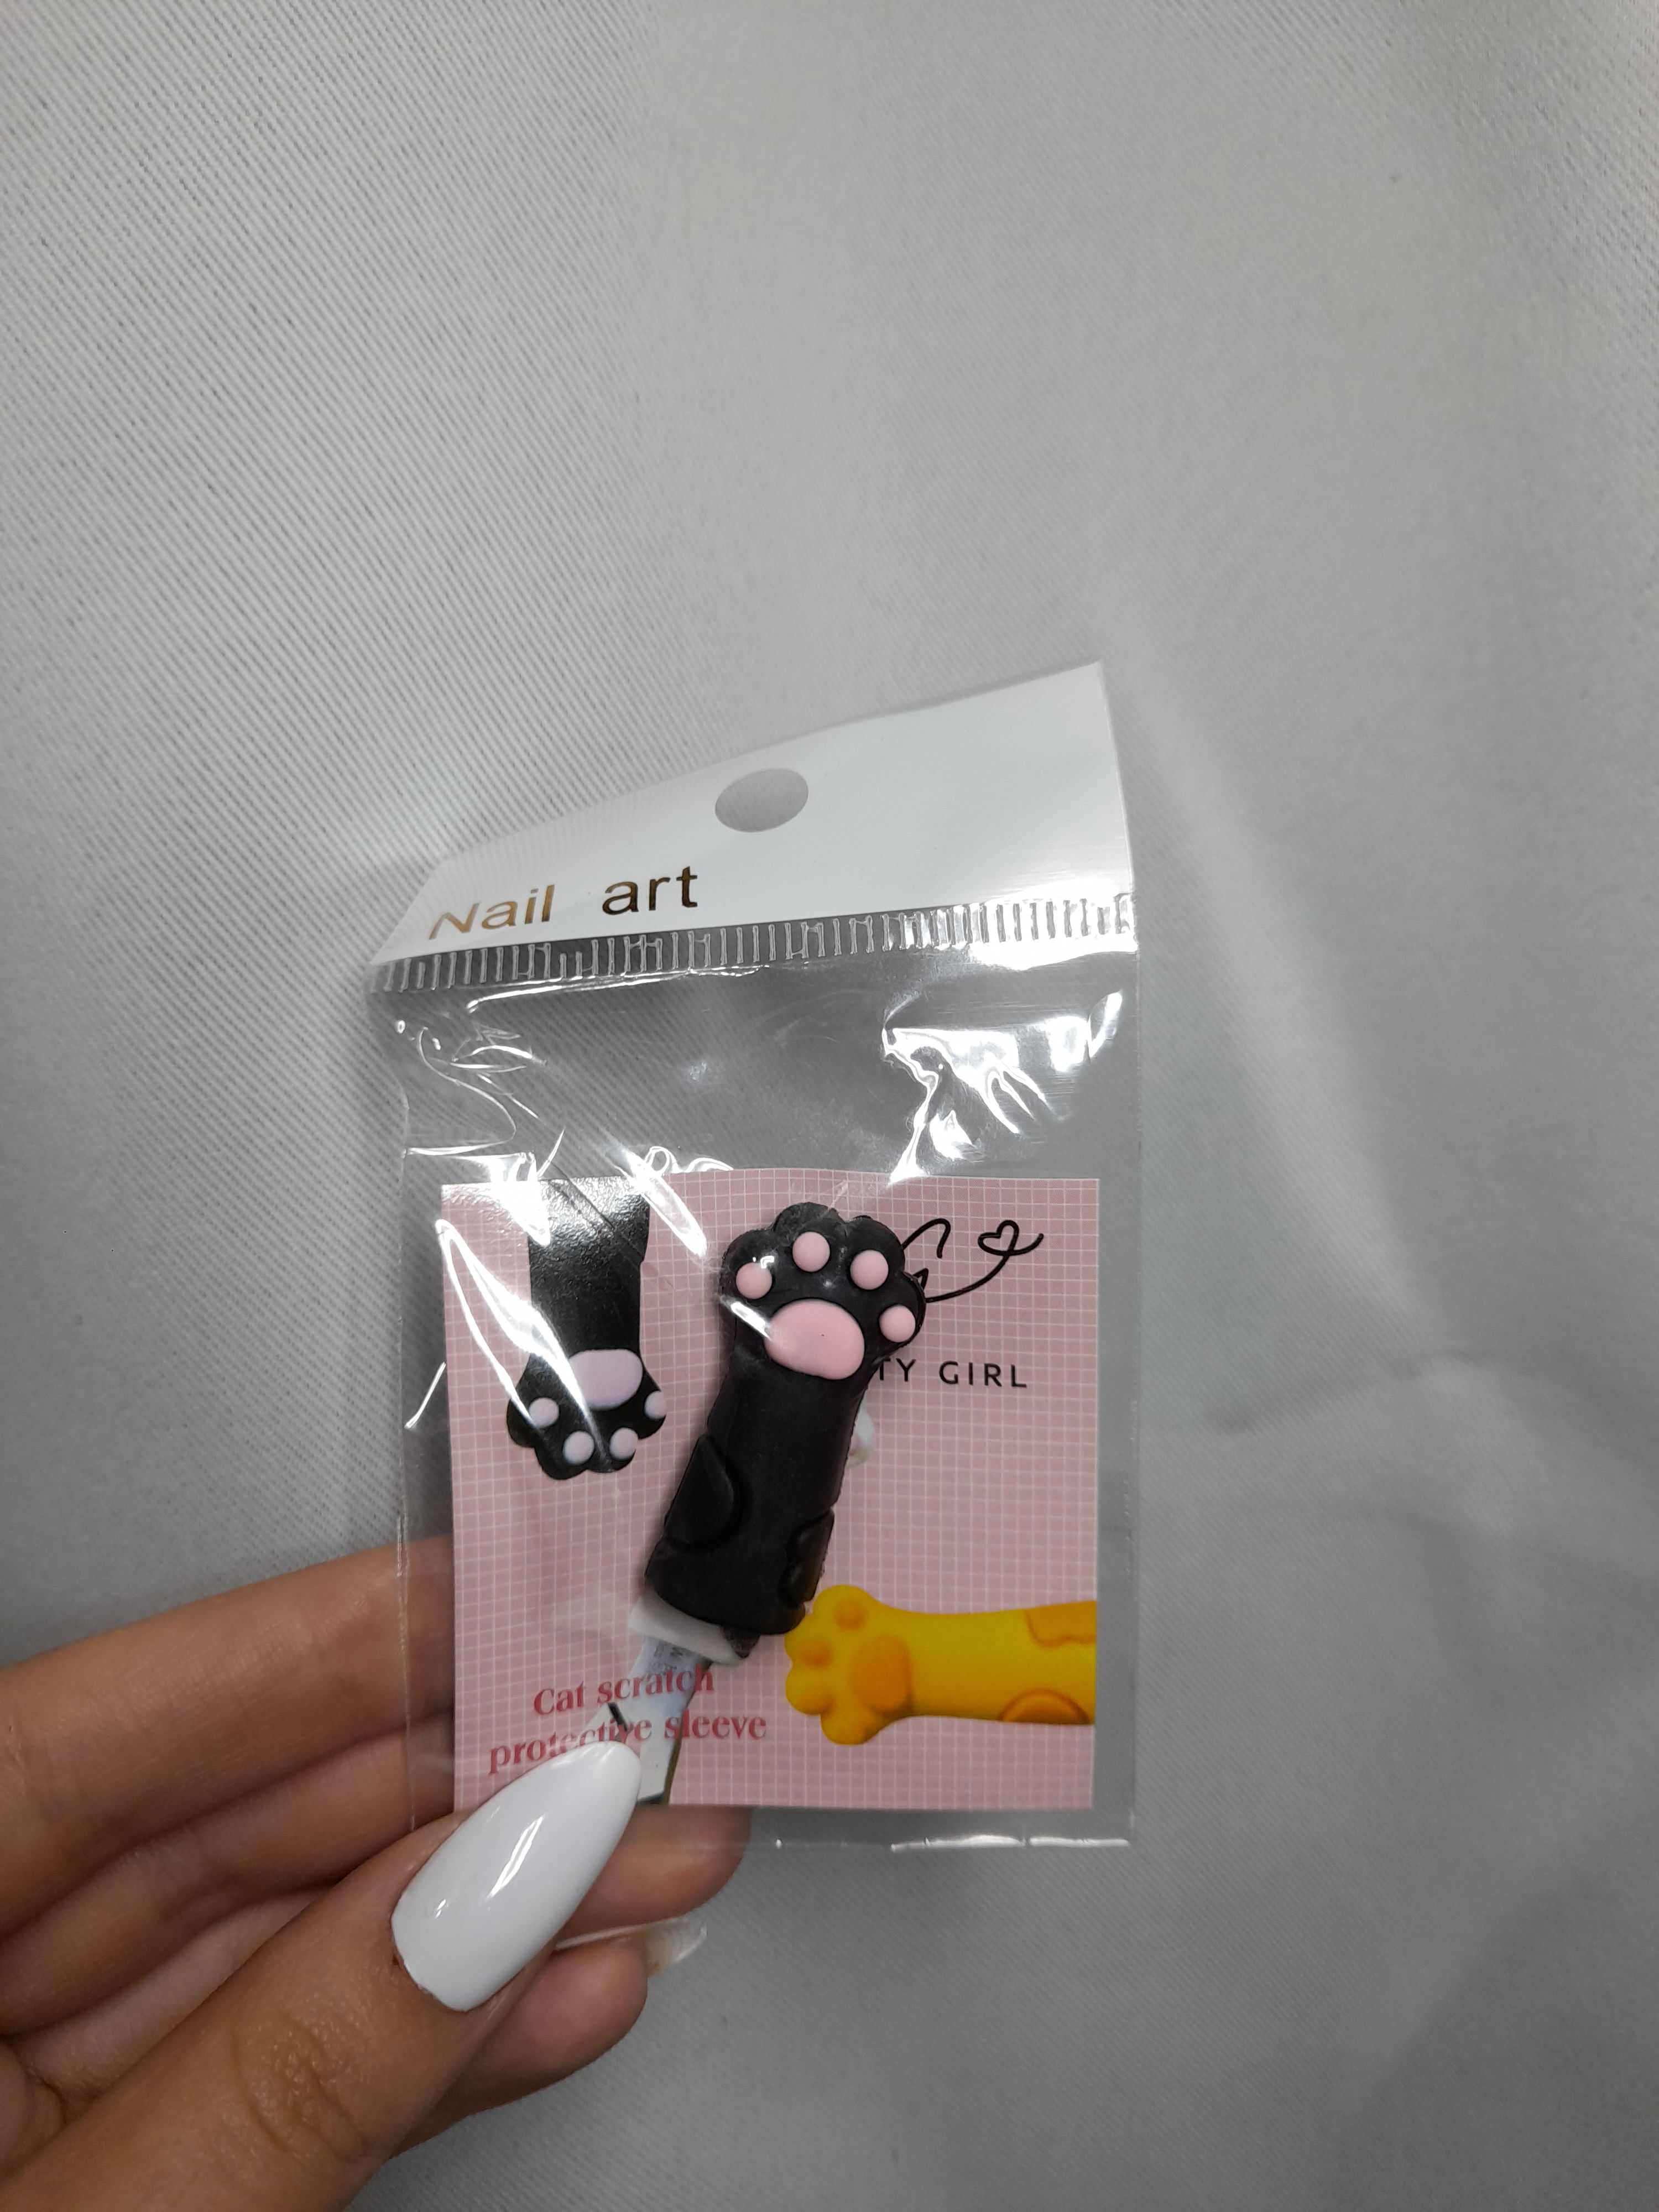 Nail art
GIRL
Cat scratch
protective sleeve